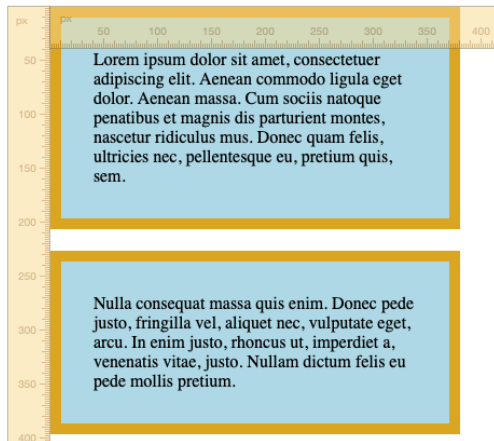 px px
50 100 150 200 250 300 350 400
50
Lorem ipsum dolor sit amet, consectetuer
adipiscing elit. Aenean commodo ligula eget
dolor. Aenean massa. Cum sociis natoque
100
penatibus et magnis dis parturient montes,
nascetur ridiculus mus. Donec quam felis,
150
ultricies nec, pellentesque eu, pretium quis,
sem.
200
250
Nulla consequat massa quis enim. Donec pede
justo, fringilla vel, aliquet nec, vulputate eget,
300
arcu. In enim justo, rhoncus ut, imperdiet a,
venenatis vitae, justo. Nullam dictum felis eu
350
pede mollis pretium.
400